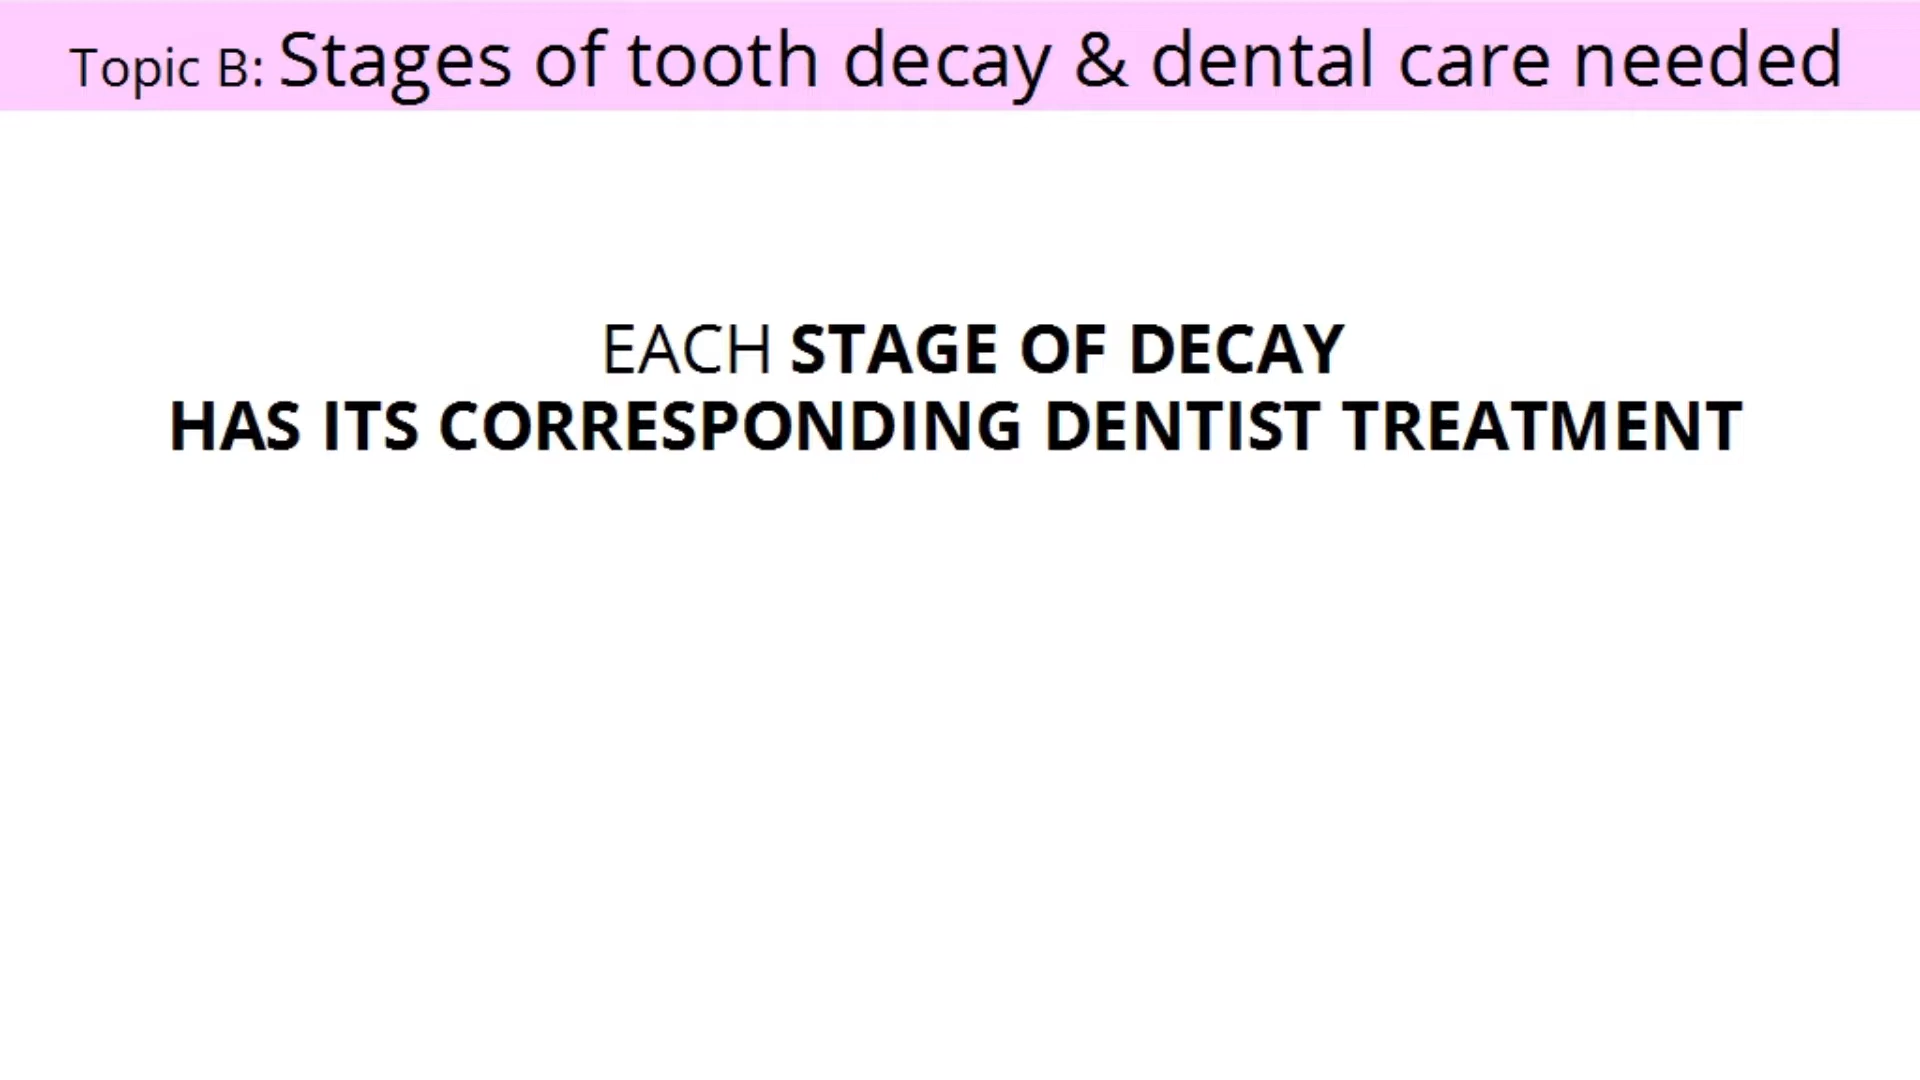 Topic B: Stages of tooth decay & dental care needed
EACH STAGE OF DECAY
HAS ITS CORRESPONDING DENTIST TREATMENT